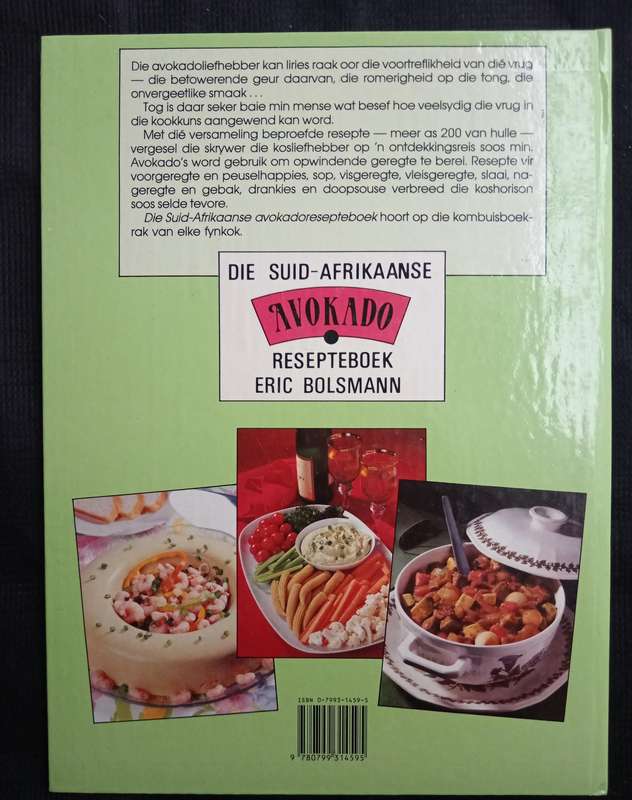 Die avokadoliefhebber kan liries raak oor die voortreflikheid van dié vrug
— die betowerende geur daarvan, die romerigheid op die tong, die
onvergeetlike smaak . . .
Tog is daar seker baie min mense wat besef hoe veelsydig die vrug in
die kookkuns aangewend kan word.
Met dié versameling beproefde resepte — meer as 200 van hulle —
vergesel die skrywer die kosliefhebber op 'n ontdekkingsreis soos min.
Avokado's word gebruik om opwindende geregte te berei. Resepte vir
voorgeregte en peuselhappies, sop, visgeregte, vleisgeregte, slaai, na-
geregte en gebak, drankies en doopsouse verbreed die koshorison
soos selde tevore.
Die Suid-Afrikaanse avokadoresepteboek hoort op die kombuisboek-
rak van elke fynkok.
DIE SUID-AFRIKAANSE
AVOKADO
RESEPTEBOEK
ERIC BOLSMANN
ISBN 0-7993-1459-5
9 780799 314595